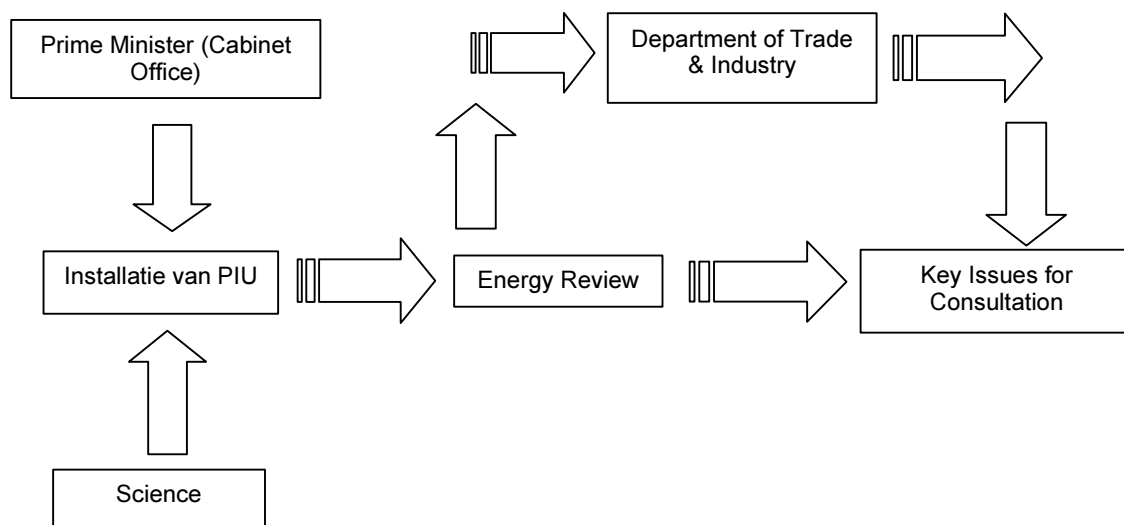 Prime Minister (Cabinet
Office)
Department of Trade
& Industry
Installatie van PIU
Energy Review
Key Issues for
Consultation
Science